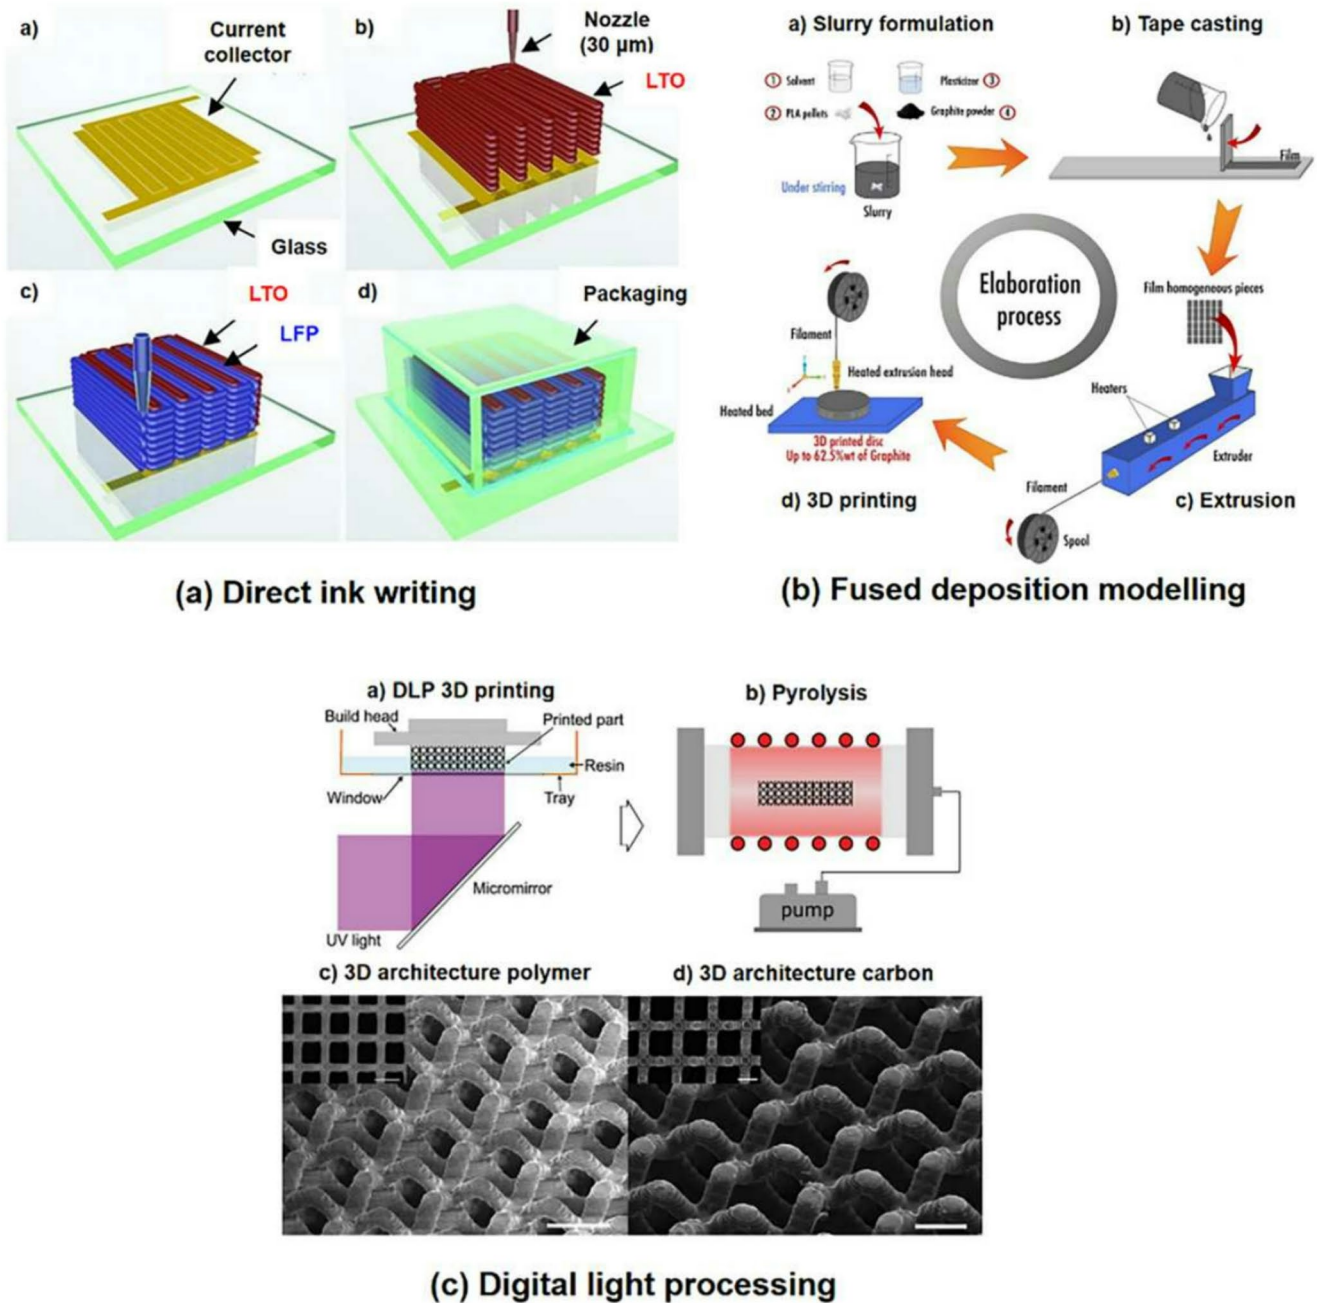 a)
Current
collector
Glass
b)
Nozzle
(30 µm)
LTO
c)
LTO
LFP
d)
Packaging
(a) Direct ink writing
a) Slurry formulation
1 Solvent
Plasticizer 3
2 PLA pellets
Graphite powder 4
Under stirring
Slurry
b) Tape casting
Film
Elaboration
process
Film homogeneous pieces
Heaters
Extruder
Filament
Spool
c) Extrusion
Filament
Heated extrusion head
Heated bed
3D printed disc
Up to 62.5%wt of Graphite
d) 3D printing
(b) Fused deposition modelling
a) DLP 3D printing
Build head
Printed part
Resin
Window
Tray
Micromirror
UV light
b) Pyrolysis
pump
c) 3D architecture polymer
d) 3D architecture carbon
(c) Digital light processing